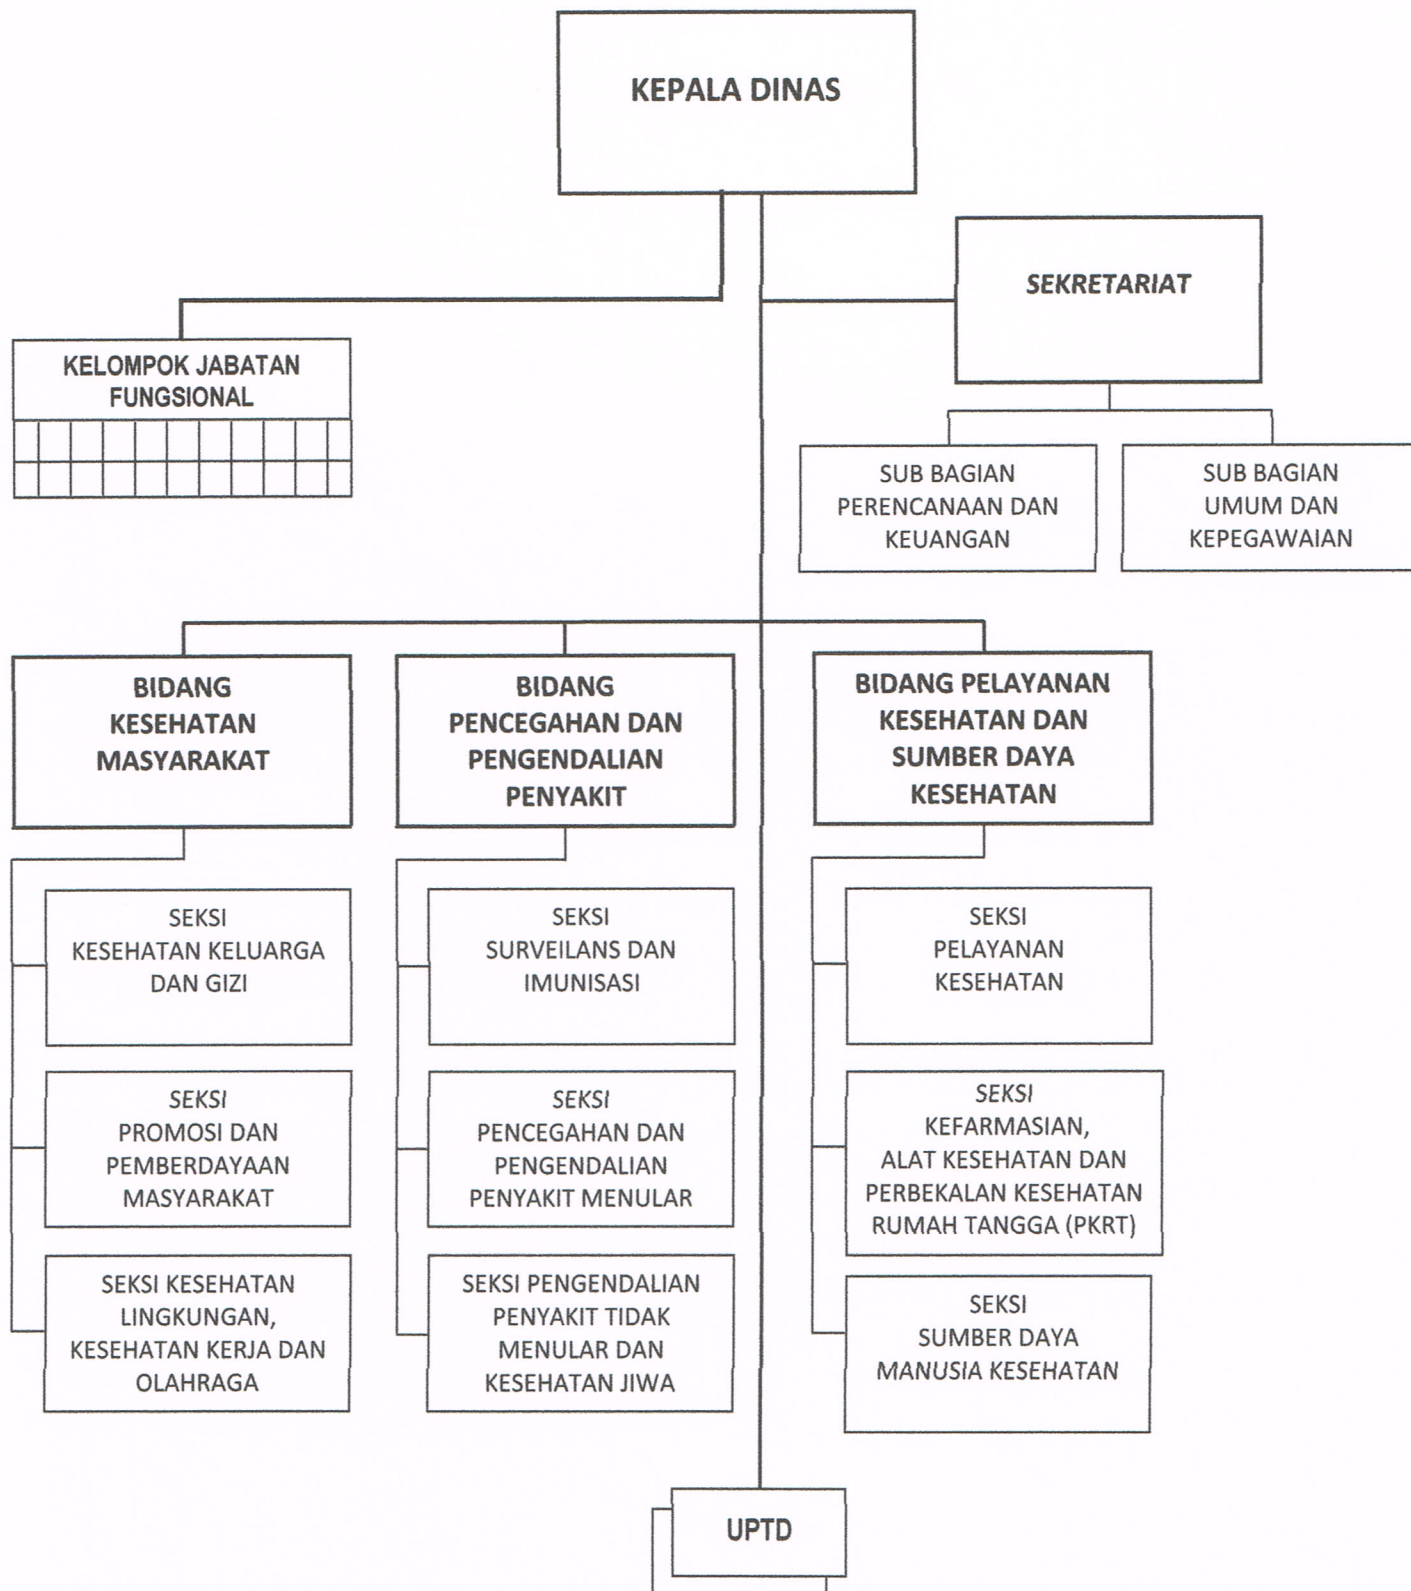 KEPALA DINAS
SEKRETARIAT
KELOMPOK JABATAN
FUNGSIONAL
SUB BAGIAN
PERENCANAAN DAN
KEUANGAN
SUB BAGIAN
UMUM DAN
KEPEGAWAIAN
BIDANG
KESEHATAN
MASYARAKAT
BIDANG
PENCEGAHAN DAN
PENGENDALIAN
PENYAKIT
BIDANG PELAYANAN
KESEHATAN DAN
SUMBER DAYA
KESEHATAN
SEKSI
KESEHATAN KELUARGA
DAN GIZI
SEKSI
SURVEILANS DAN
IMUNISASI
SEKSI
PELAYANAN
KESEHATAN
SEKSI
PROMOSI DAN
PEMBERDAYAAN
MASYARAKAT
SEKSI
PENCEGAHAN DAN
PENGENDALIAN
PENYAKIT MENULAR
SEKSI
KEFARMASIAN,
ALAT KESEHATAN DAN
PERBEKALAN KESEHATAN
RUMAH TANGGA (PKRT)
SEKSI KESEHATAN
LINGKUNGAN,
KESEHATAN KERJA DAN
OLAHRAGA
SEKSI PENGENDALIAN
PENYAKIT TIDAK
MENULAR DAN
KESEHATAN JIWA
SEKSI
SUMBER DAYA
MANUSIA KESEHATAN
UPTD